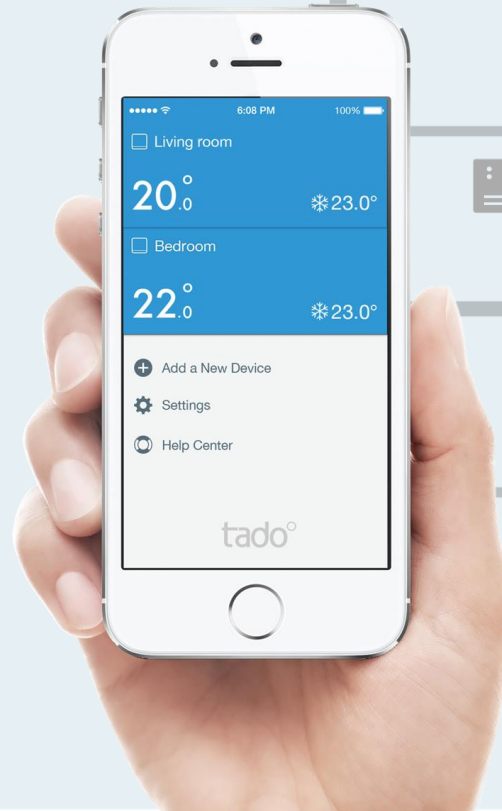 6:08 PM 100%
Living room
20.0° ❄23.0°
Bedroom
22.0° ❄23.0°
Add a New Device
Settings
Help Center
tado°